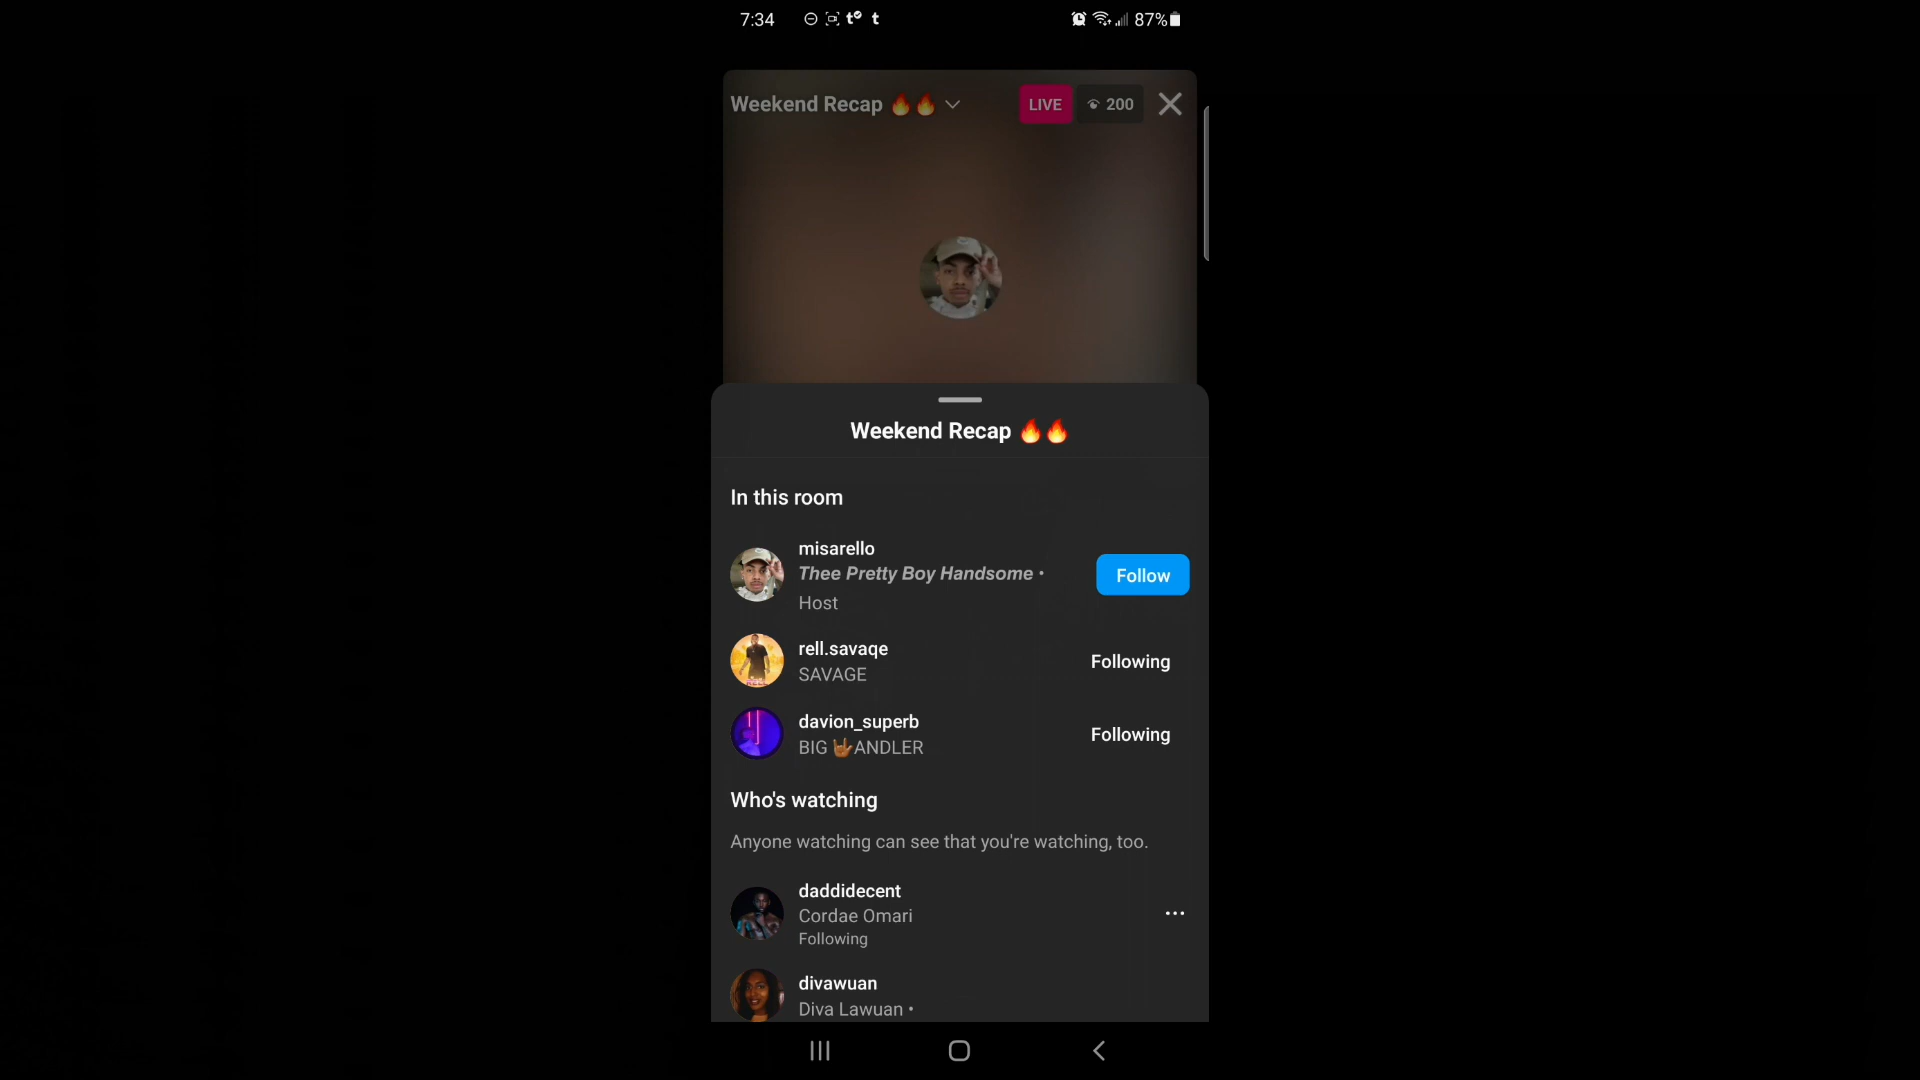 7:34
87%
Weekend Recap 🔥🔥
LIVE
200
Weekend Recap 🔥🔥
In this room
misarello
Thee Pretty Boy Handsome •
Host
Follow
rell.savaqe
SAVAGE
Following
davion_superb
BIG 🤟🏾ANDLER
Following
Who's watching
Anyone watching can see that you're watching, too.
daddidecent
Cordae Omari
Following
divawuan
Diva Lawuan •